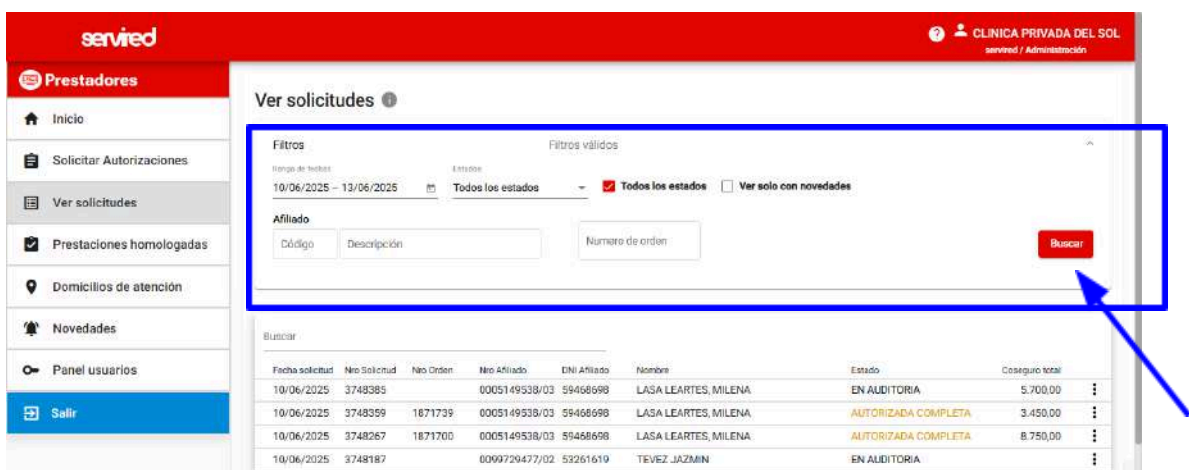 servired
? CLINICA PRIVADA DEL SOL
servired / Administración
Prestadores
Inicio
Solicitar Autorizaciones
Ver solicitudes
Prestaciones homologadas
Domicilios de atención
Novedades
Panel usuarios
Salir
Ver solicitudes
Filtros Filtros válidos
Rango de fechas Estados
10/06/2025 – 13/06/2025 Todos los estados Todos los estados Ver solo con novedades
Afiliado
Código Descripción Numero de orden Buscar
Buscar
Fecha solicitud Nro Solicitud Nro Orden Nro Afiliado DNI Afiliado Nombre Estado Coseguro total
10/06/2025 3748385 0005149538/03 59468698 LASA LEARTES, MILENA EN AUDITORIA 5.700,00
10/06/2025 3748359 1871739 0005149538/03 59468698 LASA LEARTES, MILENA AUTORIZADA COMPLETA 3.450,00
10/06/2025 3748267 1871700 0005149538/03 59468698 LASA LEARTES, MILENA AUTORIZADA COMPLETA 8.750,00
10/06/2025 3748187 0099729477/02 53261619 TEVEZ JAZMIN EN AUDITORIA